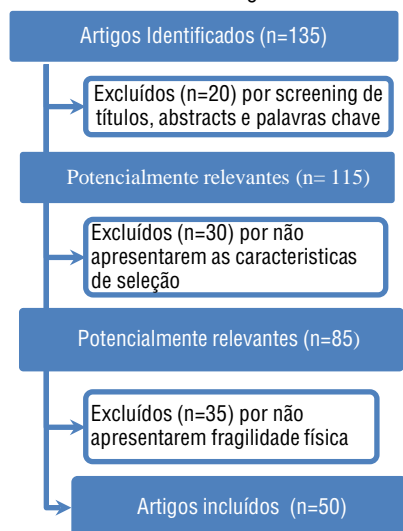 Artigos Identificados (n=135)
Excluídos (n=20) por screening de
títulos, abstracts e palavras chave
Potencialmente relevantes (n= 115)
Excluídos (n=30) por não
apresentarem as caracteristicas
de seleção
Potencialmente relevantes (n=85)
Excluídos (n=35) por não
apresentarem fragilidade física
Artigos incluídos (n=50)